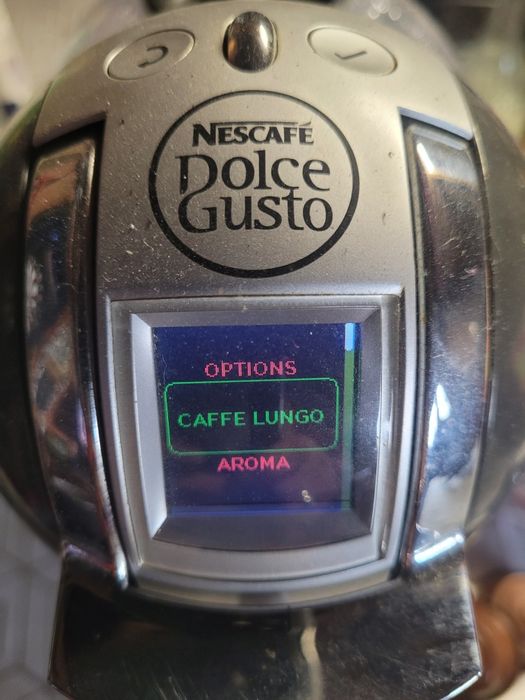 NESCAFÉ
Dolce
Gusto
OPTIONS
CAFFE LUNGO
AROMA